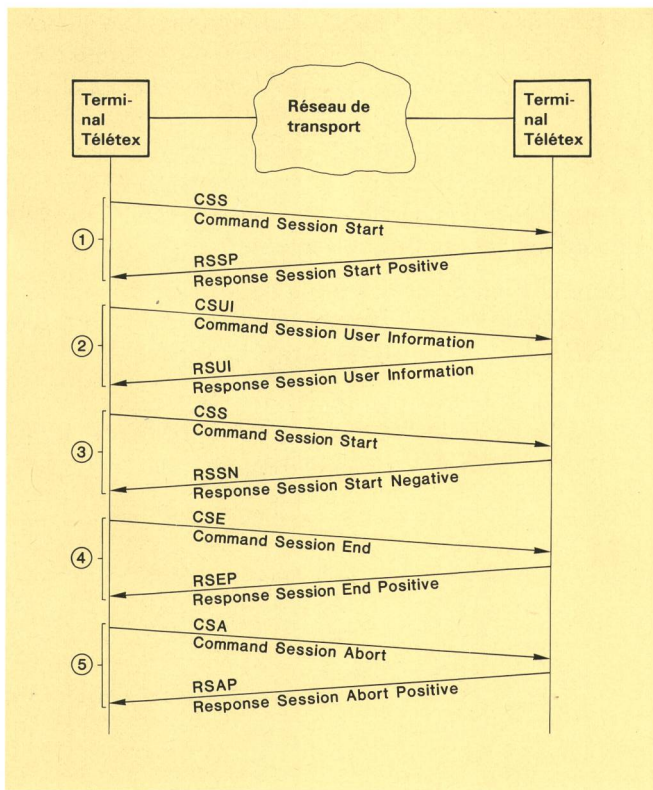 Termi-
nal
Télétex
Réseau de
transport
Termi-
nal
Télétex
1
CSS
Command Session Start
RSSP
Response Session Start Positive
2
CSUI
Command Session User Information
RSUI
Response Session User Information
3
CSS
Command Session Start
RSSN
Response Session Start Negative
4
CSE
Command Session End
RSEP
Response Session End Positive
5
CSA
Command Session Abort
RSAP
Response Session Abort Positive